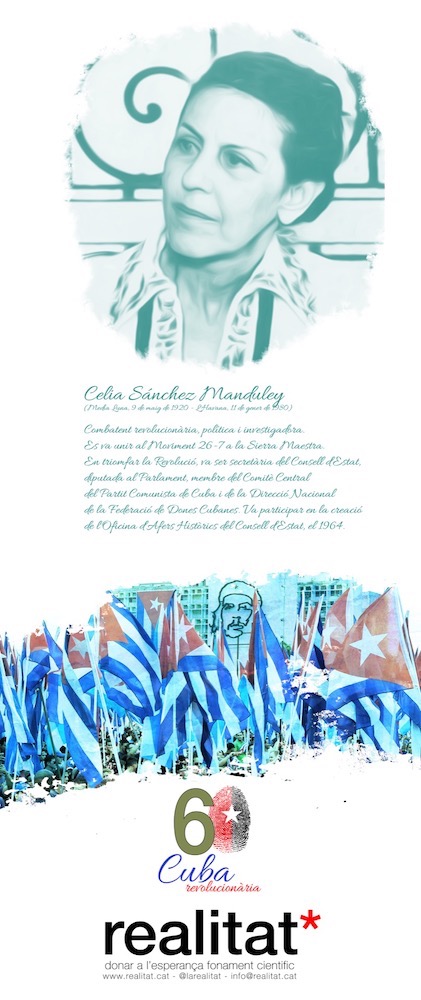 Celia Sánchez Manduley
(Media Luna, 9 de maig de 1920 - L'Havana, 11 de gener de 1980)
Combatent revolucionària, política i investigadora.
Es va unir al Moviment 26-7 a la Sierra Maestra.
En triomfar la Revolució, va ser secretària del Consell d'Estat,
diputada al Parlament, membre del Comitè Central
del Partit Comunista de Cuba i de la Direcció Nacional
de la Federació de Dones Cubanes. Va participar en la creació
de l'Oficina d'Afers Històrics del Consell d'Estat, el 1964.
60
Cuba
revolucionària
realitat*
donar a l'esperança fonament científic
www.realitat.cat - @larealitat - info@realitat.cat